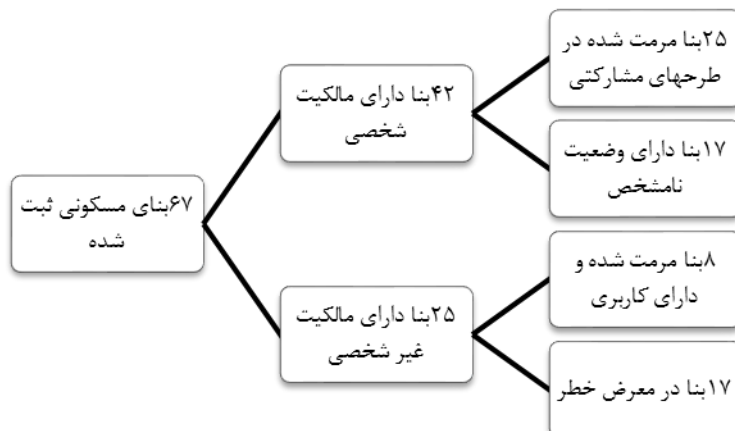 ۶۷بنای مسکونی ثبت
شده
۴۲بنا دارای مالکیت
شخصی
۲۵بنا مرمت شده در
طرحهای مشارکتی
۱۷بنا دارای وضعیت
نامشخص
۲۵بنا دارای مالکیت
غیر شخصی
۸بنا مرمت شده و
دارای کاربری
۱۷بنا در معرض خطر